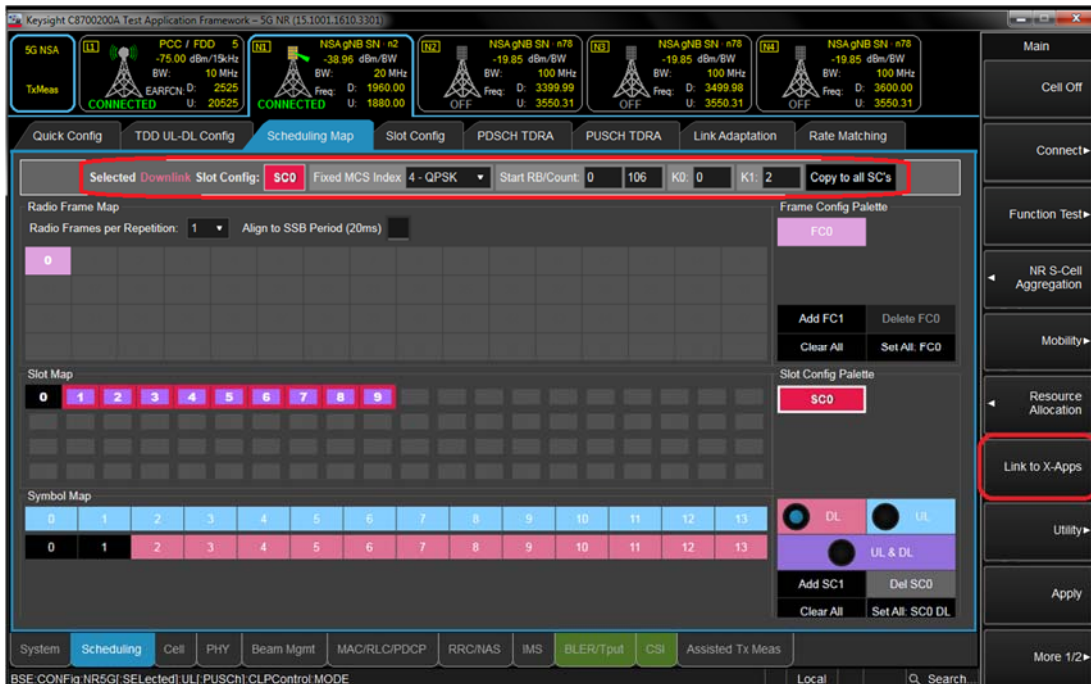 Keysight C8700200A Test Application Framework – 5G NR (15.1001.1610.3301)
5G NSA
TxMeas
L1
PCC / FDD 5
-75.00 dBm/15kHz
BW: 10 MHz
EARFCN: D: 2525
U: 20525
CONNECTED
N1
NSA gNB SN - n2
-38.96 dBm/BW
BW: 20 MHz
Freq: D: 1960.00
U: 1880.00
CONNECTED
N2
NSA gNB SN - n78
-19.85 dBm/BW
BW: 100 MHz
Freq: D: 3399.99
U: 3550.31
OFF
N3
NSA gNB SN - n78
-19.85 dBm/BW
BW: 100 MHz
Freq: D: 3499.98
U: 3550.31
OFF
N4
NSA gNB SN - n78
-19.85 dBm/BW
BW: 100 MHz
Freq: D: 3600.00
U: 3550.31
OFF
Quick Config TDD UL-DL Config Scheduling Map Slot Config PDSCH TDRA PUSCH TDRA Link Adaptation Rate Matching
Selected Downlink Slot Config: SC0 Fixed MCS Index 4 - QPSK Start RB/Count: 0 106 K0: 0 K1: 2 Copy to all SC's
Radio Frame Map
Radio Frames per Repetition: 1 Align to SSB Period (20ms)
0
Frame Config Palette
FC0
Add FC1 Delete FC0
Clear All Set All: FC0
Slot Map
0 1 2 3 4 5 6 7 8 9
Slot Config Palette
SC0
Symbol Map
0 1 2 3 4 5 6 7 8 9 10 11 12 13
0 1 2 3 4 5 6 7 8 9 10 11 12 13
DL UL
UL & DL
Add SC1 Del SC0
Clear All Set All: SC0 DL
System Scheduling Cell PHY Beam Mgmt MAC/RLC/PDCP RRC/NAS IMS BLER/Tput CSI Assisted Tx Meas
BSE:CONFig:NR5G[:SELected]:UL[:PUSCh]:CLPControl:MODE Local Search...
Main
Cell Off
Connect
Function Test
NR S-Cell
Aggregation
Mobility
Resource
Allocation
Link to X-Apps
Utility
Apply
More 1/2